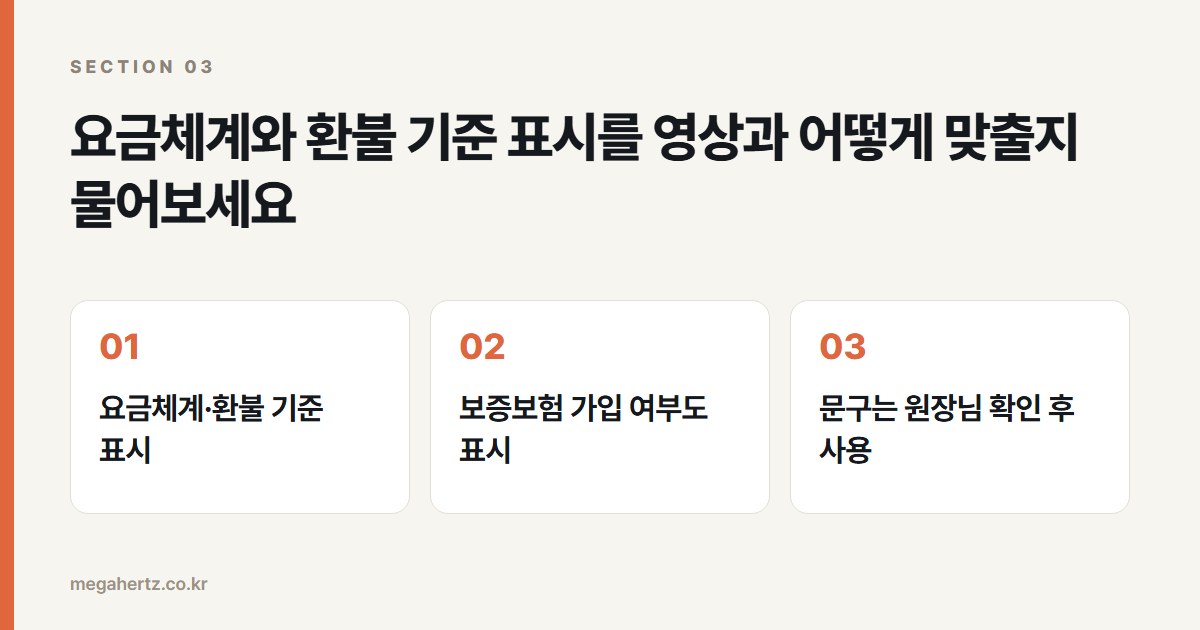 SECTION 03
요금체계와 환불 기준 표시를 영상과 어떻게 맞출지
물어보세요
01
요금체계·환불 기준
표시
02
보증보험 가입 여부도
표시
03
문구는 원장님 확인 후
사용
megahertz.co.kr